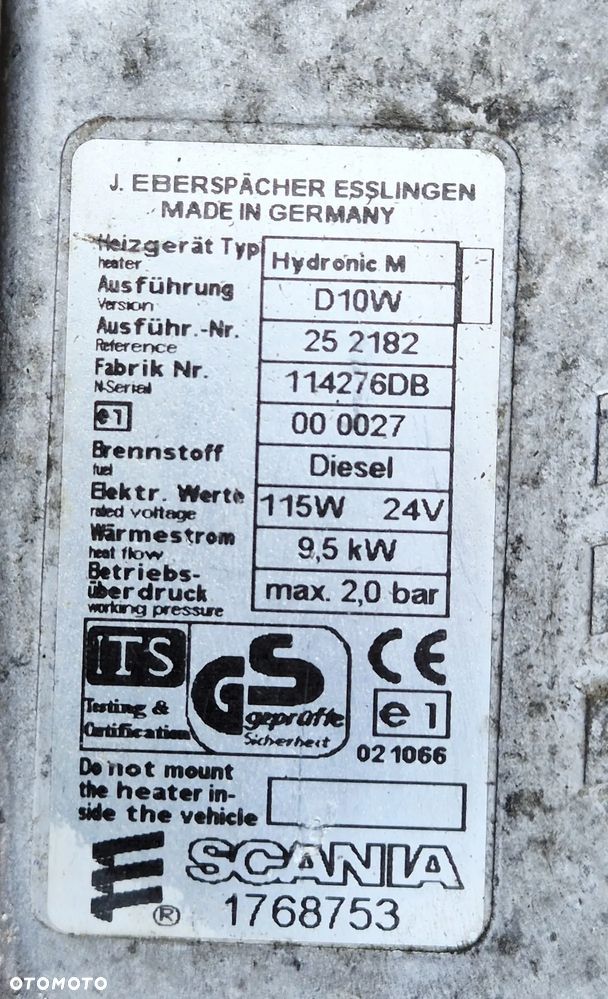 J. EBERSPÄCHER ESSLINGEN
MADE IN GERMANY
Heizgerät Typ Hydronic M
heater
Ausführung D10W
Version
Ausführ.-Nr. 25 2182
Reference
Fabrik Nr. 114276DB
N-Serial
e1 00 0027
Brennstoff Diesel
fuel
Elektr. Werte 115W 24V
rated voltage
Wärmestrom 9,5 kW
heat flow
Betriebs-
überdruck max. 2,0 bar
working pressure
ITS
Testing &
Certification
GS
geprüfte
Sicherheit
CE
e1
02 1066
Do not mount
the heater in-
side the vehicle
SCANIA
® 1768753
OTOMOTO